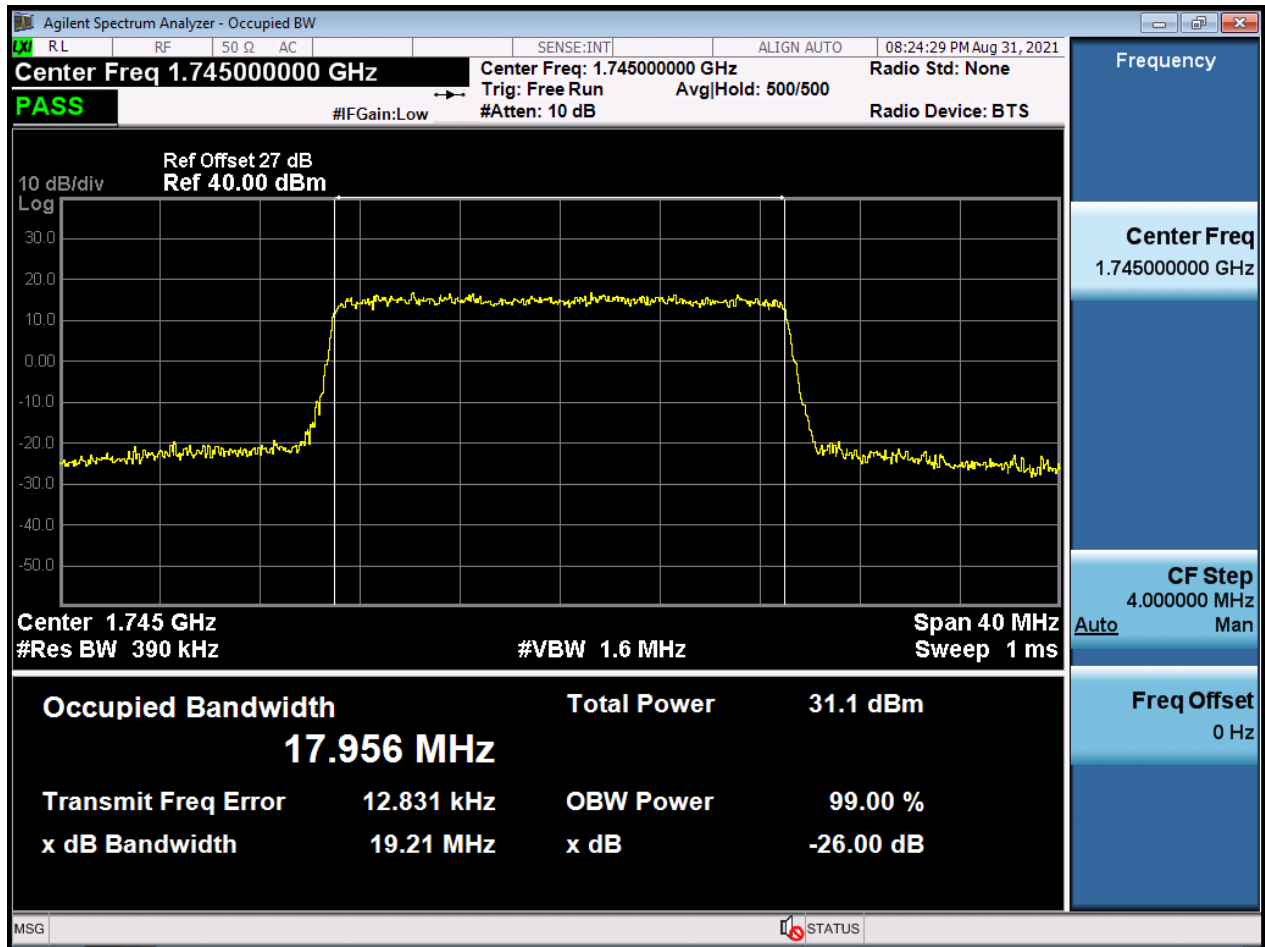 Agilent Spectrum Analyzer - Occupied BW
LXI RL RF 50 Ω AC SENSE:INT ALIGN AUTO 08:24:29 PM Aug 31, 2021
Center Freq 1.745000000 GHz
Center Freq: 1.745000000 GHz Radio Std: None
Trig: Free Run Avg|Hold: 500/500
PASS
#IFGain:Low #Atten: 10 dB Radio Device: BTS
Ref Offset 27 dB
10 dB/div Ref 40.00 dBm
Log
30.0
20.0
10.0
0.00
-10.0
-20.0
-30.0
-40.0
-50.0
Center 1.745 GHz Span 40 MHz
#Res BW 390 kHz #VBW 1.6 MHz Sweep 1 ms
Occupied Bandwidth Total Power 31.1 dBm
17.956 MHz
Transmit Freq Error 12.831 kHz OBW Power 99.00 %
x dB Bandwidth 19.21 MHz x dB -26.00 dB
MSG STATUS
Frequency
Center Freq
1.745000000 GHz
CF Step
4.000000 MHz
Auto Man
Freq Offset
0 Hz